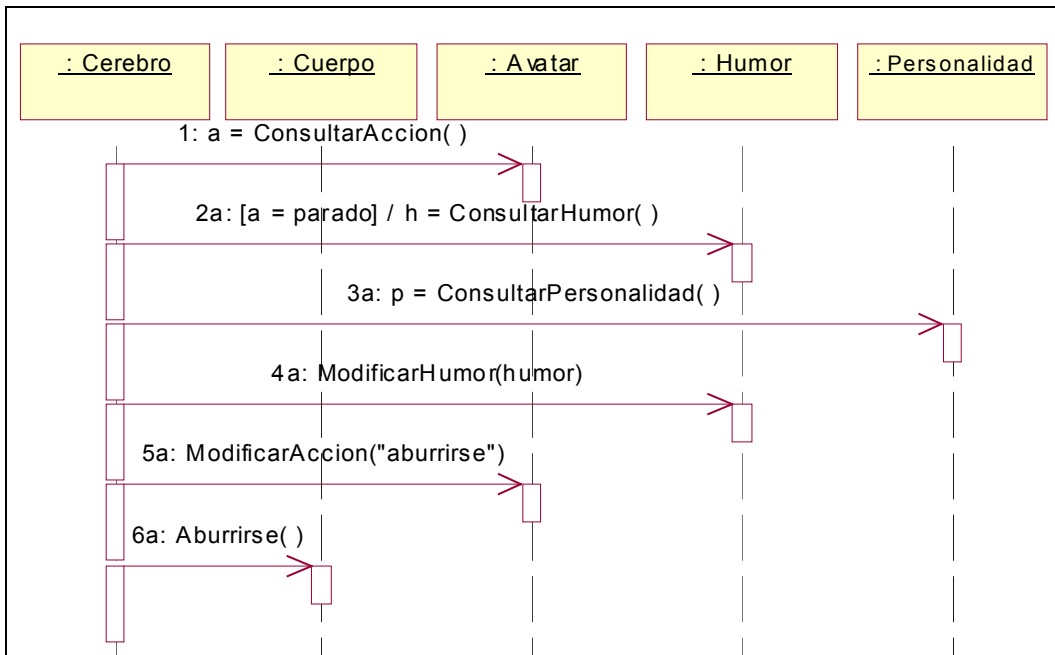 : Cerebro
: Cuerpo
: Avatar
: Humor
: Personalidad
1: a = ConsultarAccion( )
2a: [a = parado] / h = ConsultarHumor( )
3a: p = ConsultarPersonalidad( )
4a: ModificarHumor(humor)
5a: ModificarAccion("aburrirse")
6a: Aburrirse( )